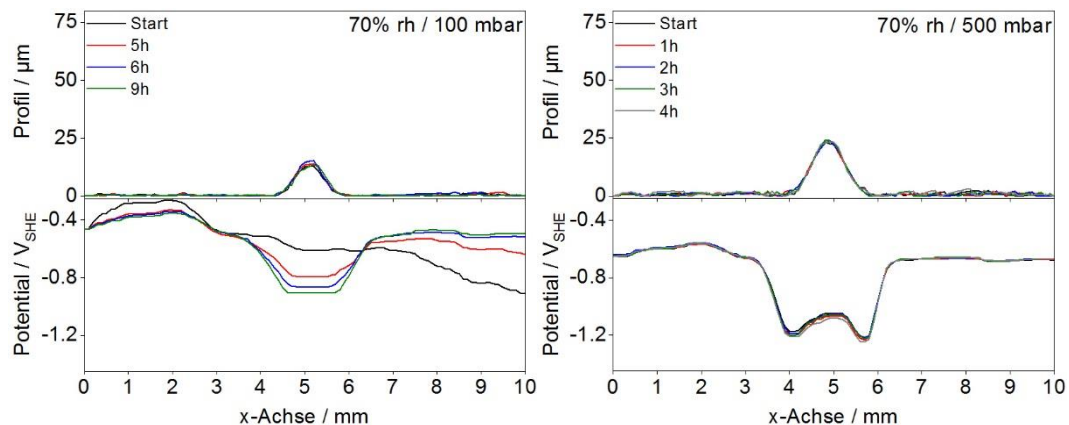 70% rh / 100 mbar
Start
5h
6h
9h
Profil / µm
75
50
25
0
Potential / V_SHE
-0.4
-0.8
-1.2
0 1 2 3 4 5 6 7 8 9 10
x-Achse / mm
70% rh / 500 mbar
Start
1h
2h
3h
4h
Profil / µm
75
50
25
0
Potential / V_SHE
-0.4
-0.8
-1.2
0 1 2 3 4 5 6 7 8 9 10
x-Achse / mm